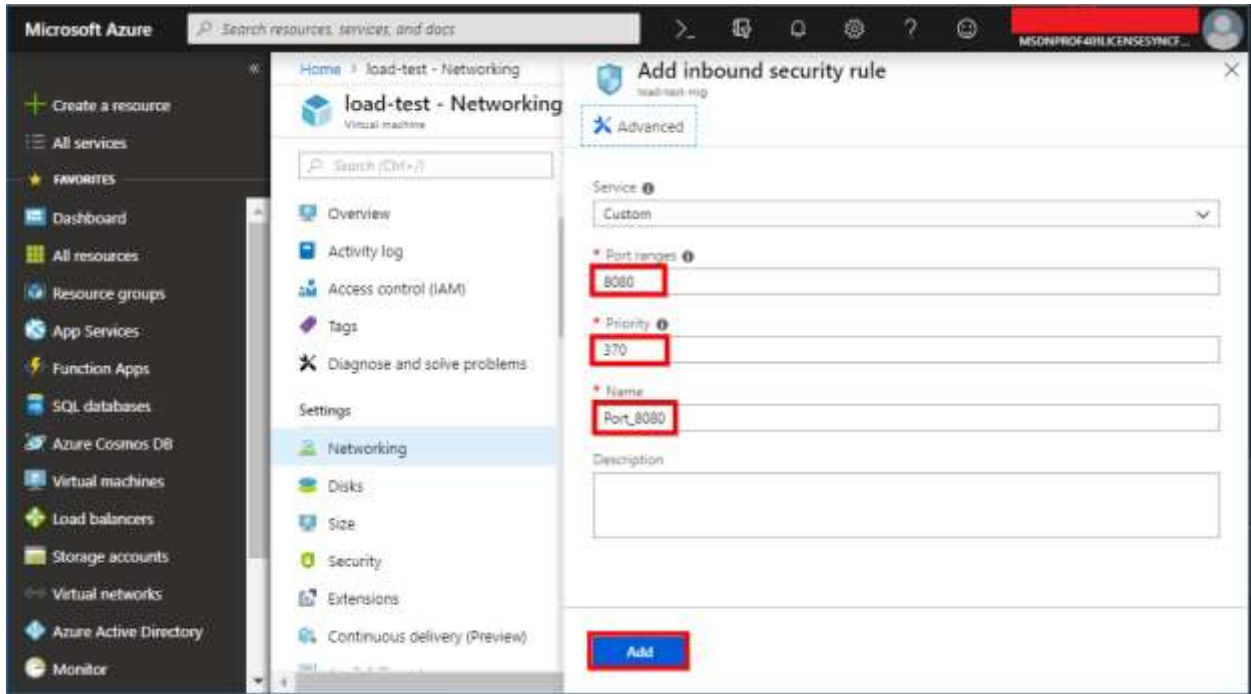 Microsoft Azure
Search resources, services, and docs
MSDNPROF401LICENSESYNCF...
Create a resource
All services
FAVORITES
Dashboard
All resources
Resource groups
App Services
Function Apps
SQL databases
Azure Cosmos DB
Virtual machines
Load balancers
Storage accounts
Virtual networks
Azure Active Directory
Monitor
Home > load-test - Networking
load-test - Networking
Virtual machine
Search (Ctrl+/)
Overview
Activity log
Access control (IAM)
Tags
Diagnose and solve problems
Settings
Networking
Disks
Size
Security
Extensions
Continuous delivery (Preview)
Add inbound security rule
load-test-nsg
Advanced
Service
Custom
* Port ranges
8080
* Priority
370
* Name
Port_8080
Description
Add